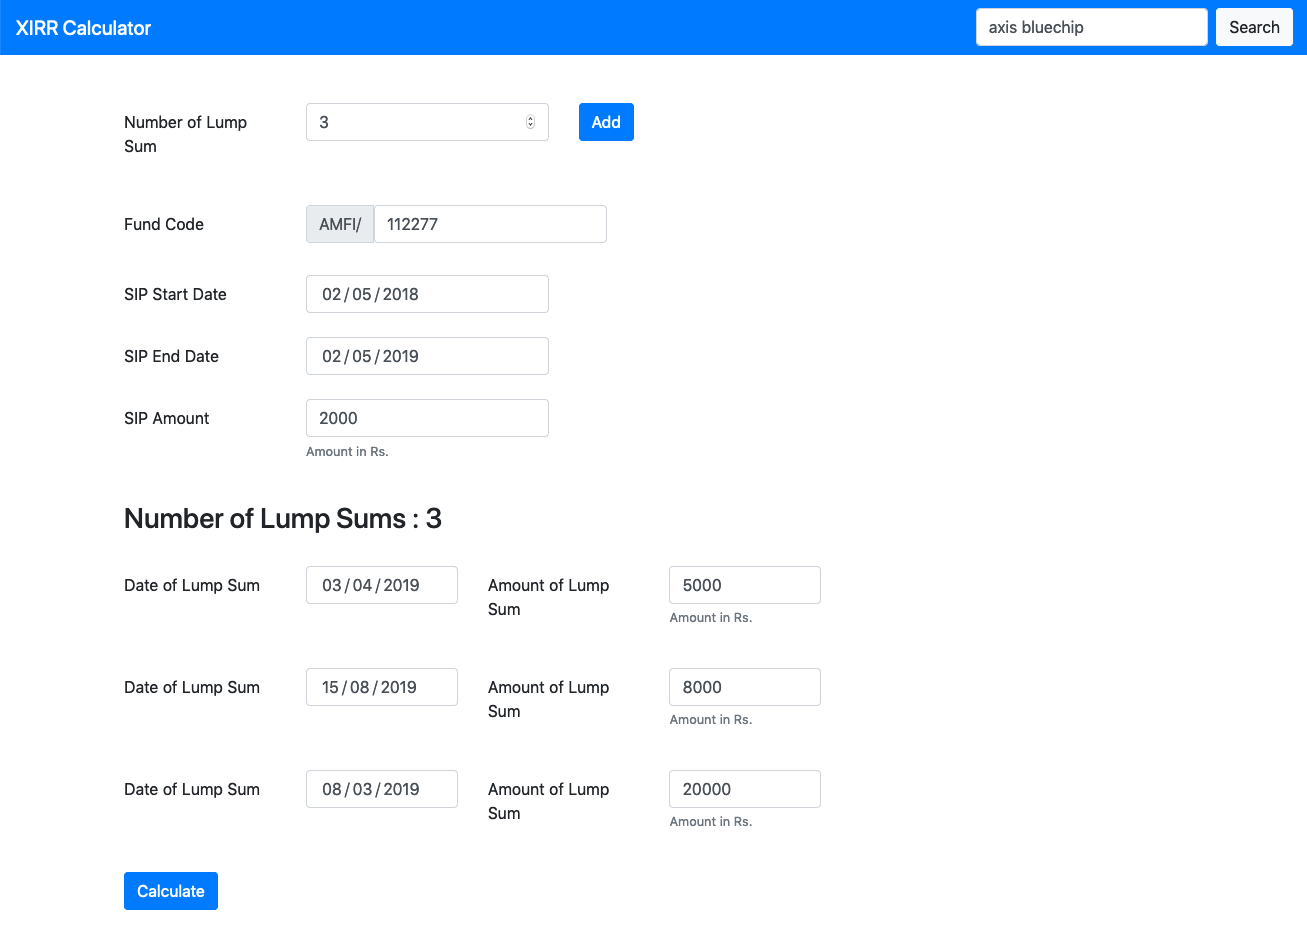 XIRR Calculator
axis bluechip
Search
Number of Lump
Sum
3
Add
Fund Code
AMFI/
112277
SIP Start Date
02/05/2018
SIP End Date
02/05/2019
SIP Amount
2000
Amount in Rs.
Number of Lump Sums : 3
Date of Lump Sum
03/04/2019
Amount of Lump
Sum
5000
Amount in Rs.
Date of Lump Sum
15/08/2019
Amount of Lump
Sum
8000
Amount in Rs.
Date of Lump Sum
08/03/2019
Amount of Lump
Sum
20000
Amount in Rs.
Calculate